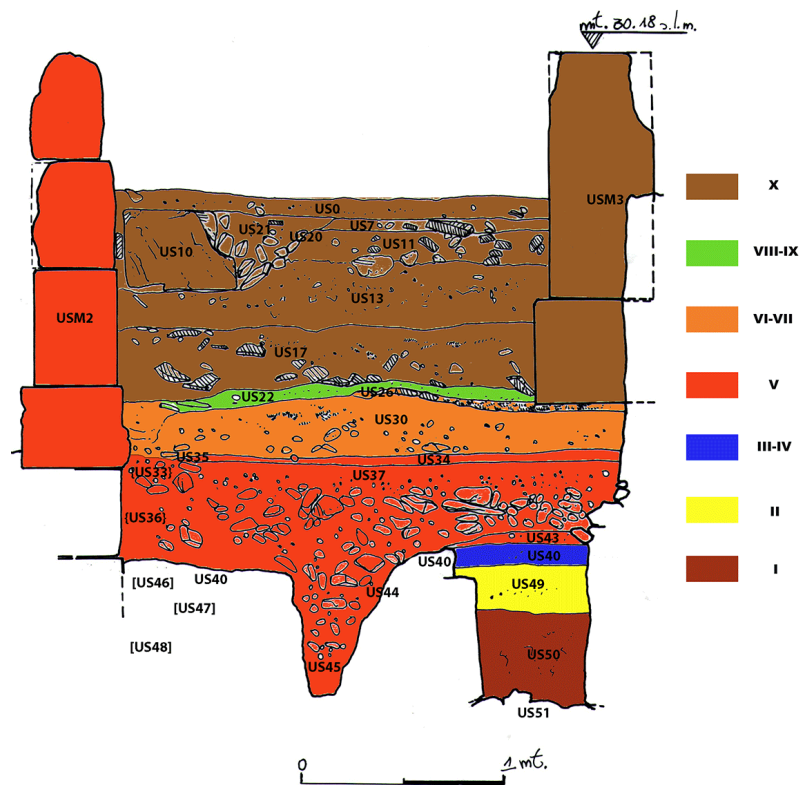 mt. 30.18 s.l.m.
US0
US7
US21
US20
US11
US10
USM3
US13
USM2
US17
US22
US26
US30
US35
US34
[US33]
US37
{US36}
US43
US40
US40
US40
[US46]
US49
US44
[US47]
[US48]
US50
US45
US51
X
VIII-IX
VI-VII
V
III-IV
II
I
0
1 mt.